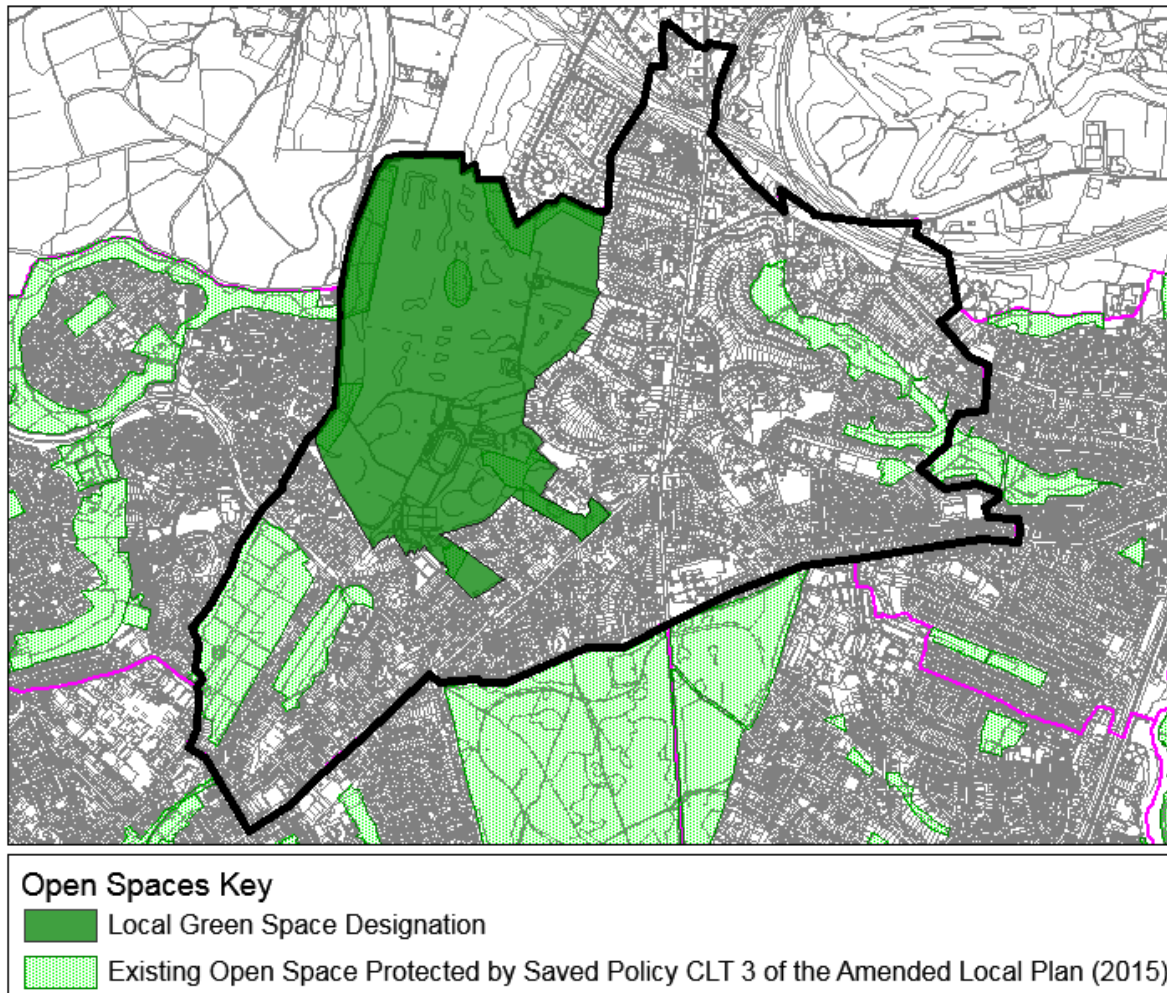 Open Spaces Key
Local Green Space Designation
Existing Open Space Protected by Saved Policy CLT 3 of the Amended Local Plan (2015)